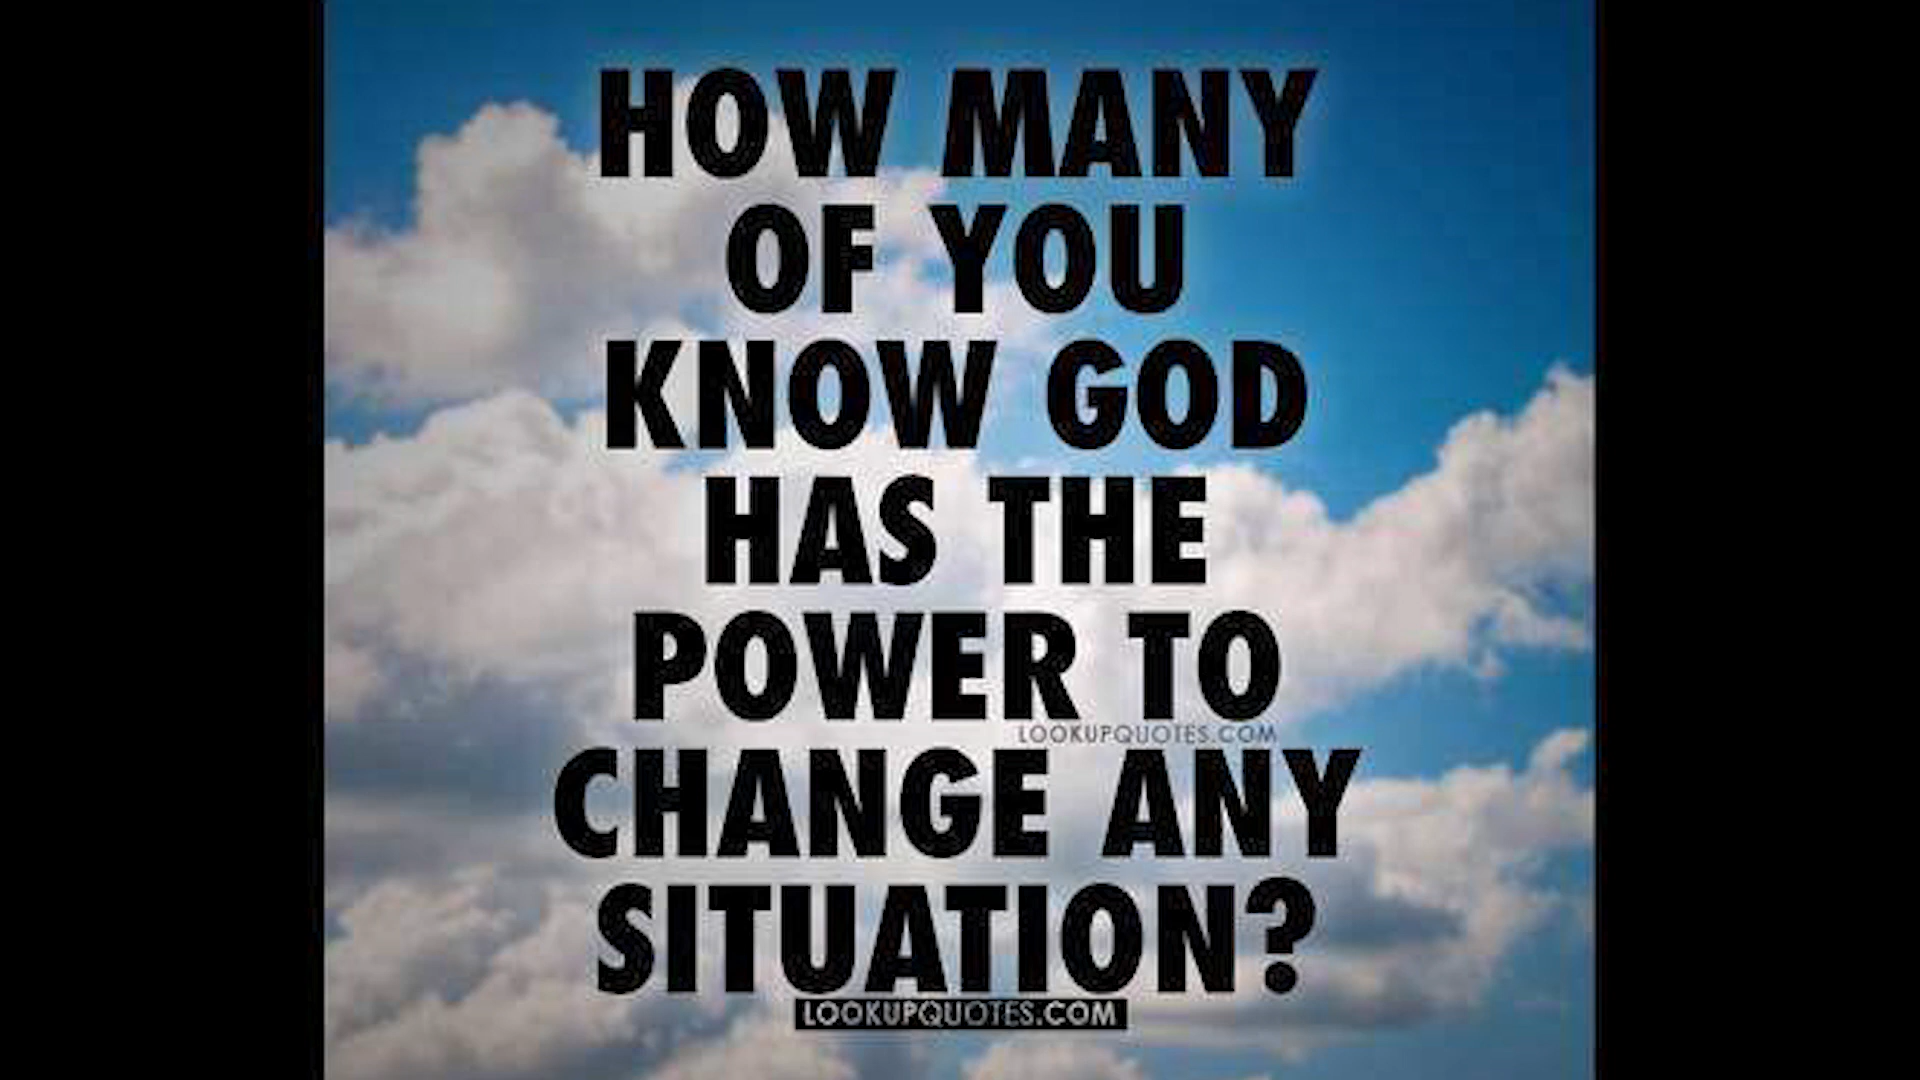 HOW MANY
OF YOU
KNOW GOD
HAS THE
POWER TO
LOOKUPQUOTES.COM
CHANGE ANY
SITUATION?
LOOKUPQUOTES.COM